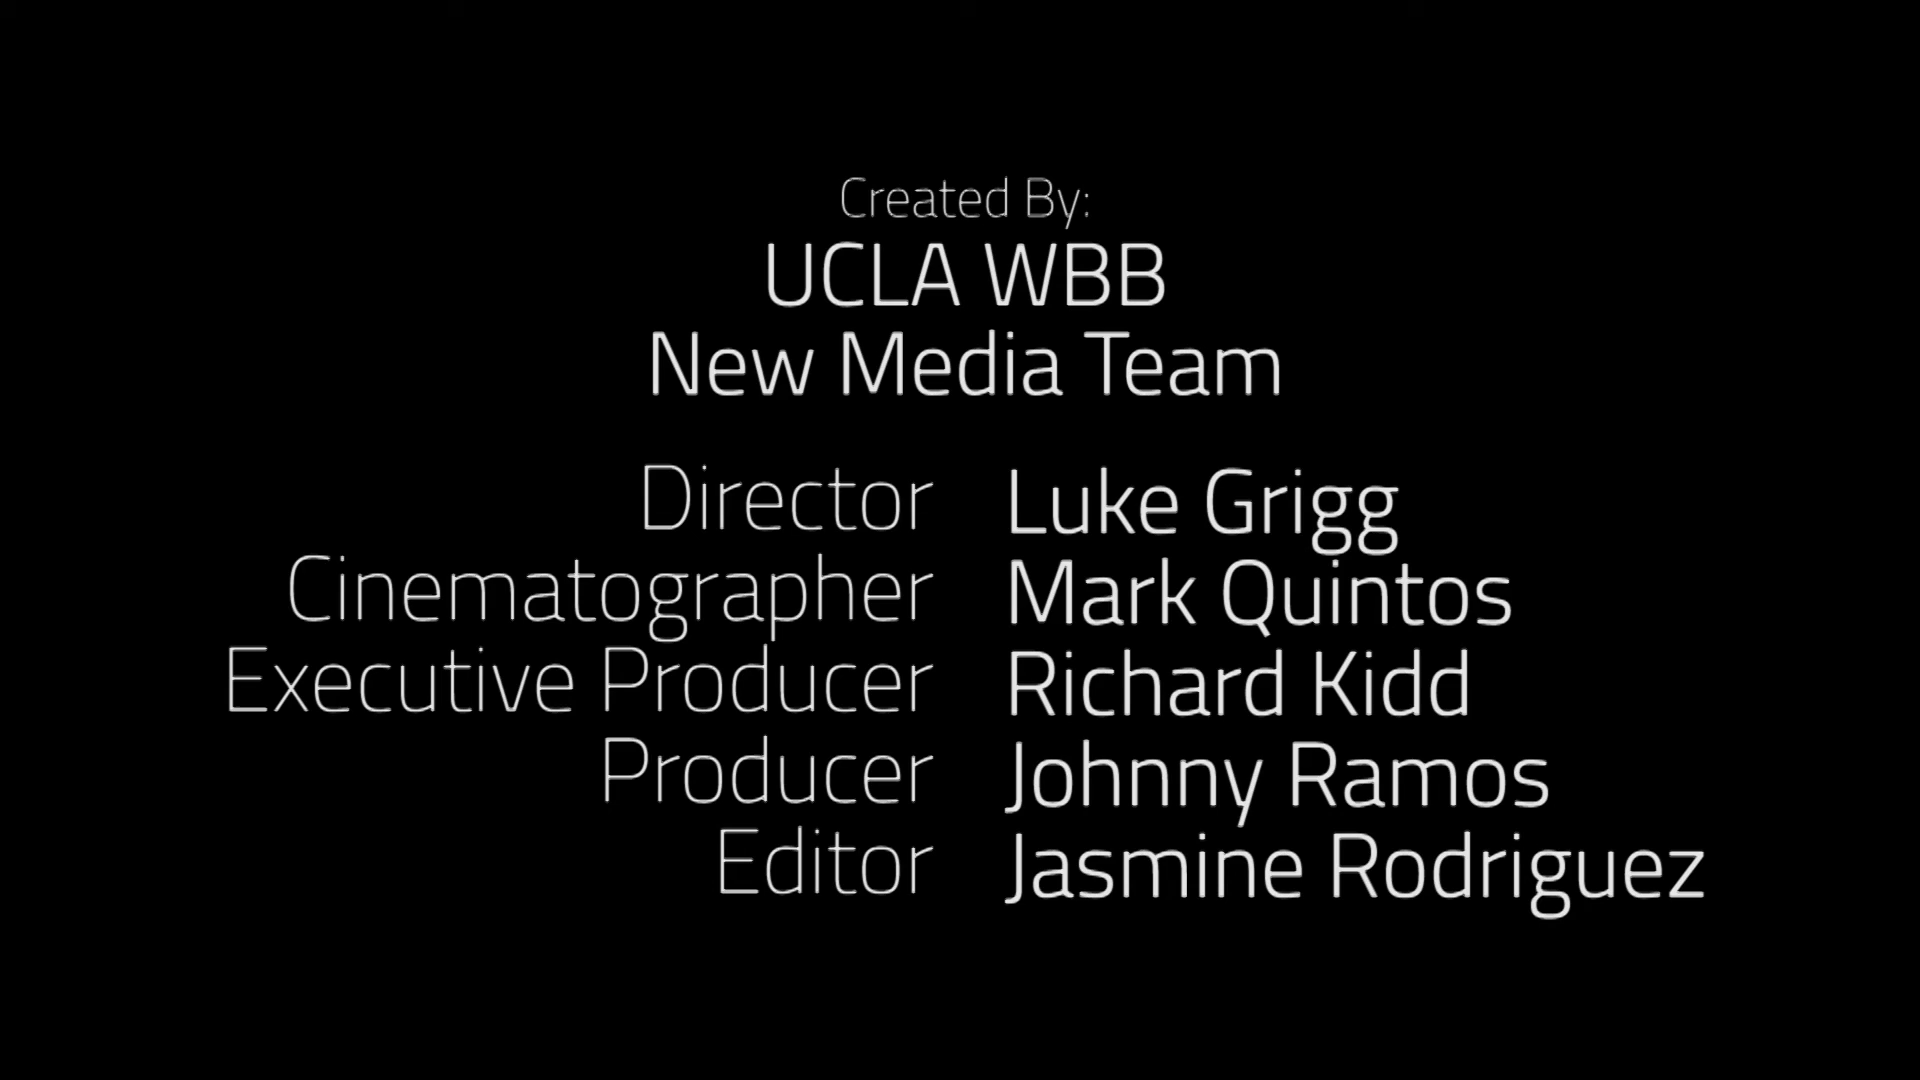 Created By:
UCLA WBB
New Media Team
Director Luke Grigg
Cinematographer Mark Quintos
Executive Producer Richard Kidd
Producer Johnny Ramos
Editor Jasmine Rodriguez